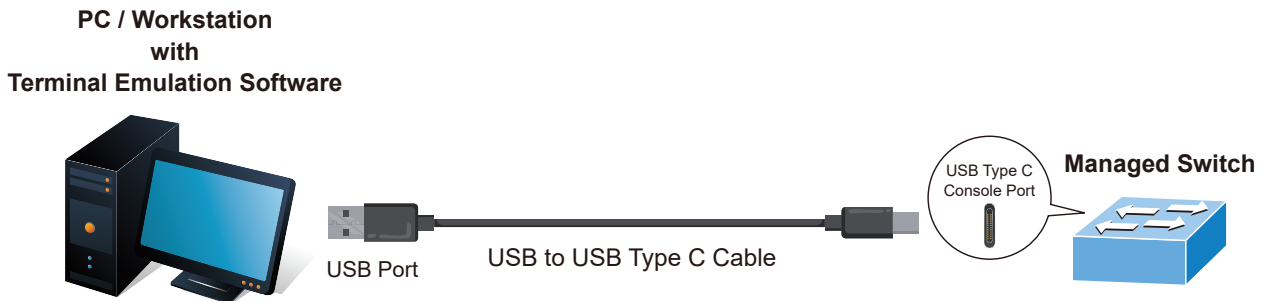 PC / Workstation
with
Terminal Emulation Software
USB Port
USB to USB Type C Cable
USB Type C
Console Port
Managed Switch